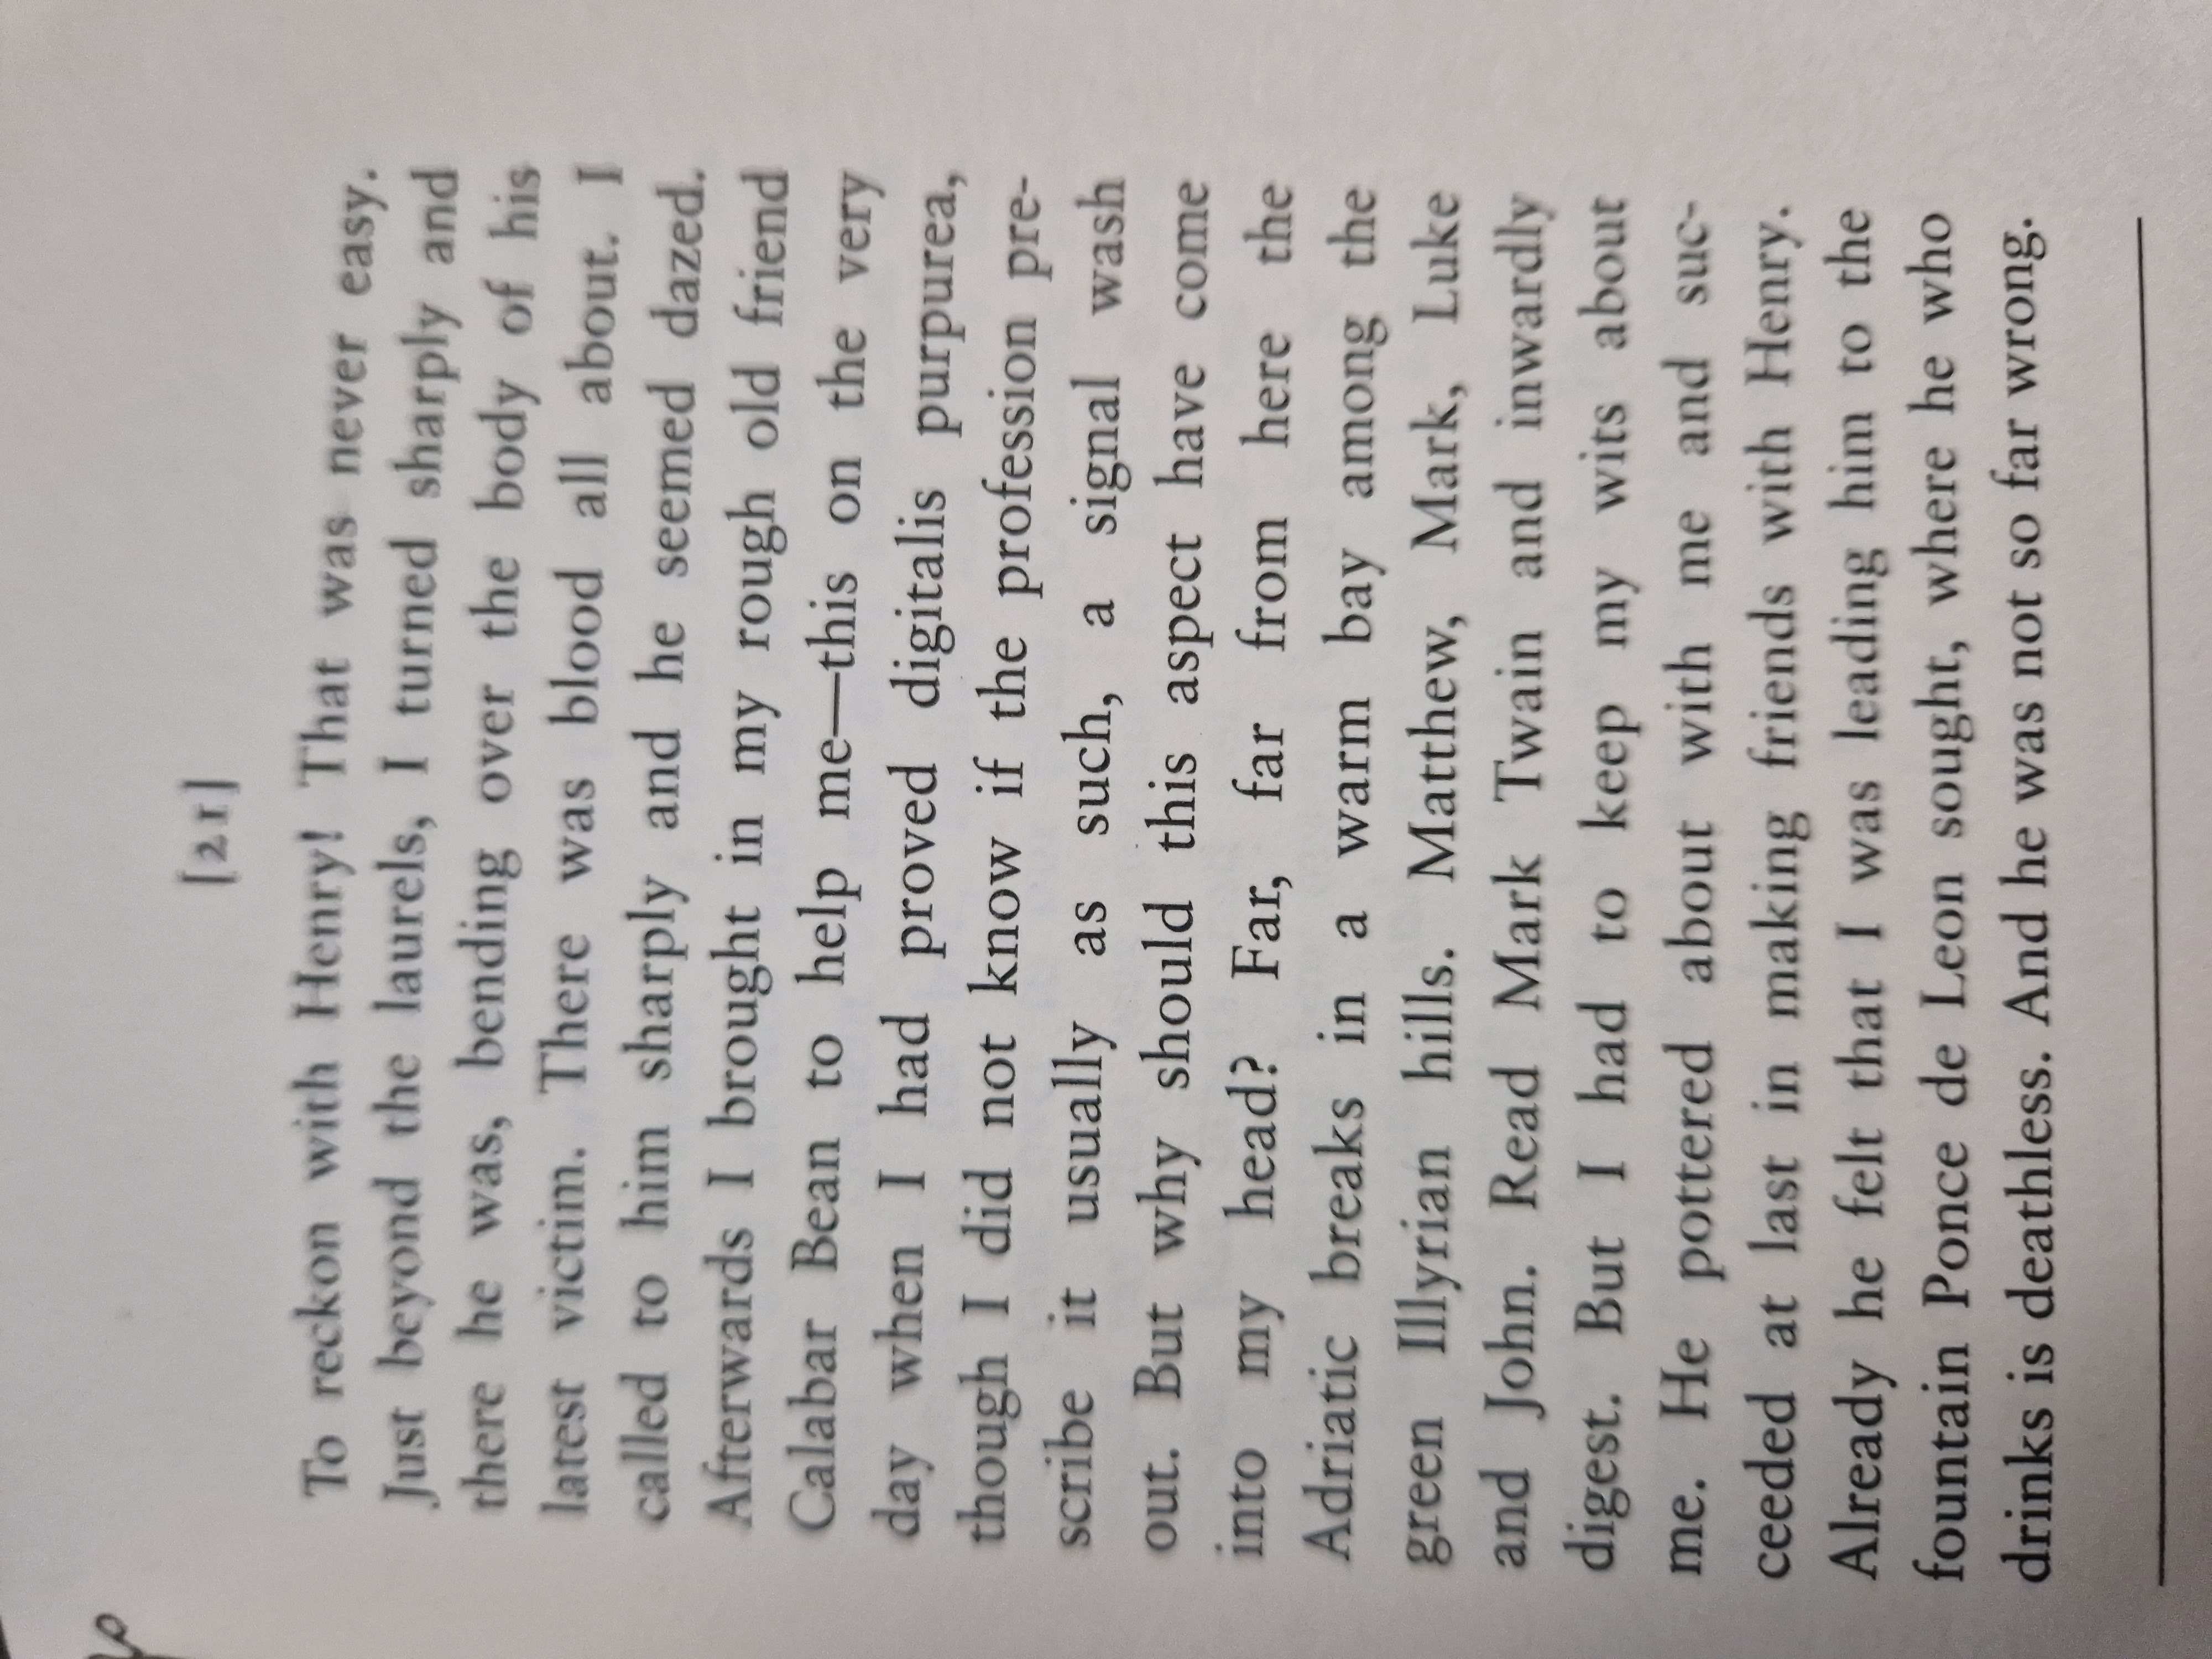 [21]
To reckon with Henry! That was never easy.
Just beyond the laurels, I turned sharply and
there he was, bending over the body of his
latest victim. There was blood all about. I
called to him sharply and he seemed dazed.
Afterwards I brought in my rough old friend
Calabar Bean to help me—this on the very
day when I had proved digitalis purpurea,
though I did not know if the profession pre-
scribe it usually as such, a signal wash
out. But why should this aspect have come
into my head? Far, far from here the
Adriatic breaks in a warm bay among the
green Illyrian hills. Matthew, Mark, Luke
and John. Read Mark Twain and inwardly
digest. But I had to keep my wits about
me. He pottered about with me and suc-
ceeded at last in making friends with Henry.
Already he felt that I was leading him to the
fountain Ponce de Leon sought, where he who
drinks is deathless. And he was not so far wrong.